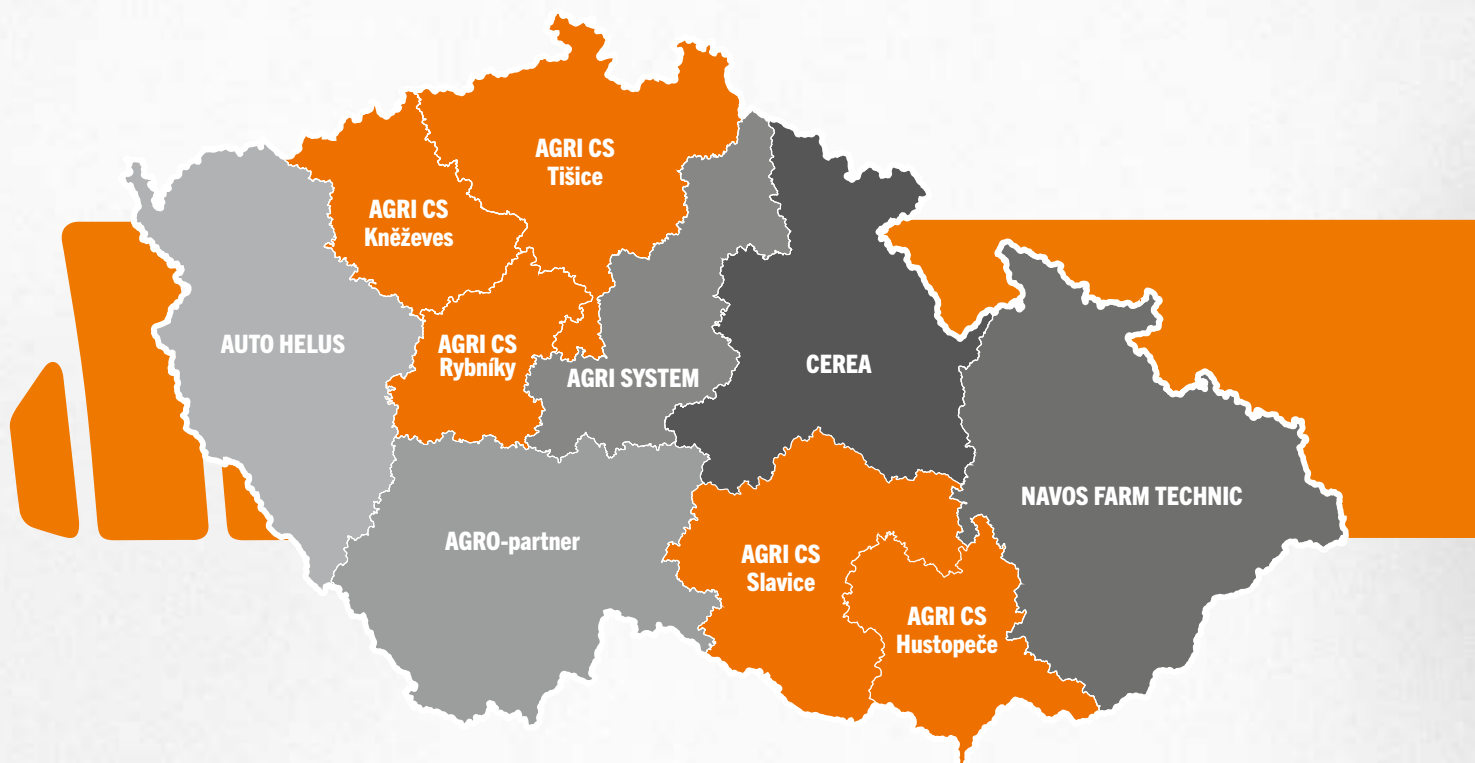 AGRI CS
Tišice
AGRI CS
Kněževes
AUTO HELUS
AGRI CS
Rybníky
AGRI SYSTEM
CEREA
NAVOS FARM TECHNIC
AGRO-partner
AGRI CS
Slavice
AGRI CS
Hustopeče